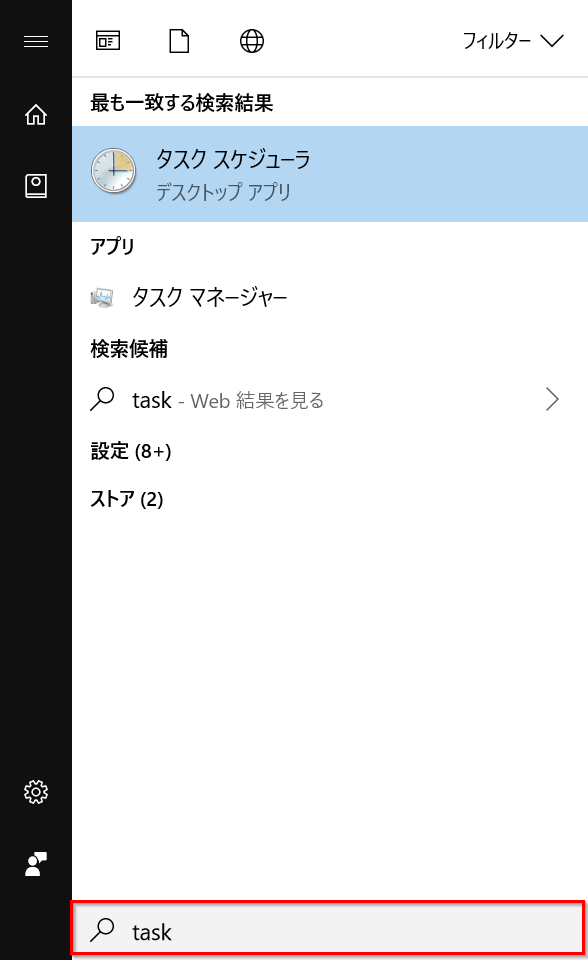 フィルター
最も一致する検索結果
タスク スケジューラ
デスクトップ アプリ
アプリ
タスク マネージャー
検索候補
task - Web 結果を見る
設定 (8+)
ストア (2)
task